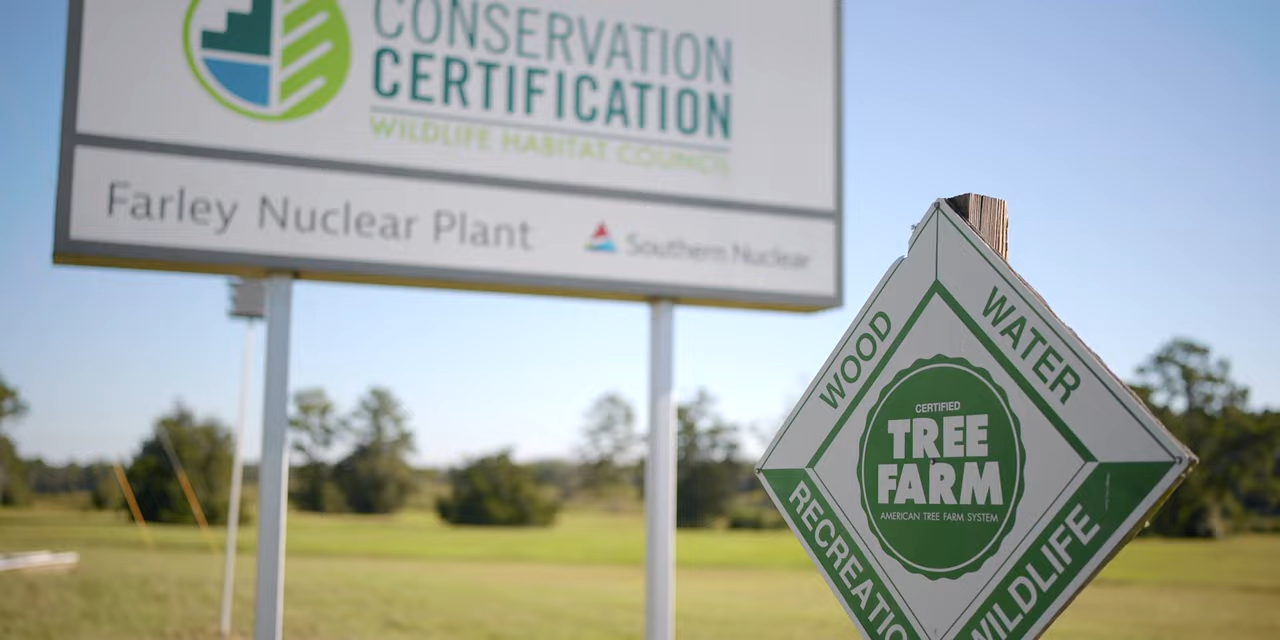 CONSERVATION
CERTIFICATION
WILDLIFE HABITAT COUNCIL
Farley Nuclear Plant
Southern Nuclear
WOOD
WATER
CERTIFIED
TREE
FARM
AMERICAN TREE FARM SYSTEM
RECREATIO
WILDLIFE